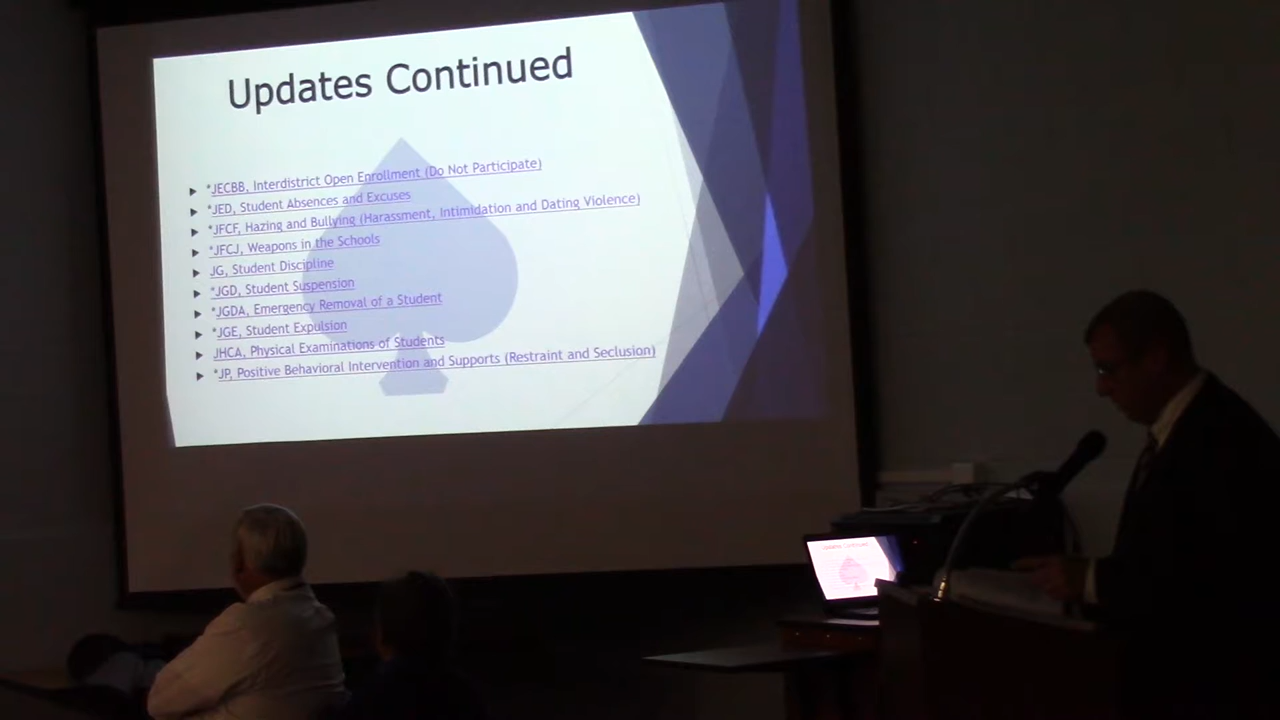 Updates Continued
*JECBB, Interdistrict Open Enrollment (Do Not Participate)
*JED, Student Absences and Excuses
*JFCF, Hazing and Bullying (Harassment, Intimidation and Dating Violence)
*JFCJ, Weapons in the Schools
JG, Student Discipline
*JGD, Student Suspension
*JGDA, Emergency Removal of a Student
*JGE, Student Expulsion
JHCA, Physical Examinations of Students
*JP, Positive Behavioral Intervention and Supports (Restraint and Seclusion)
Updates Continued